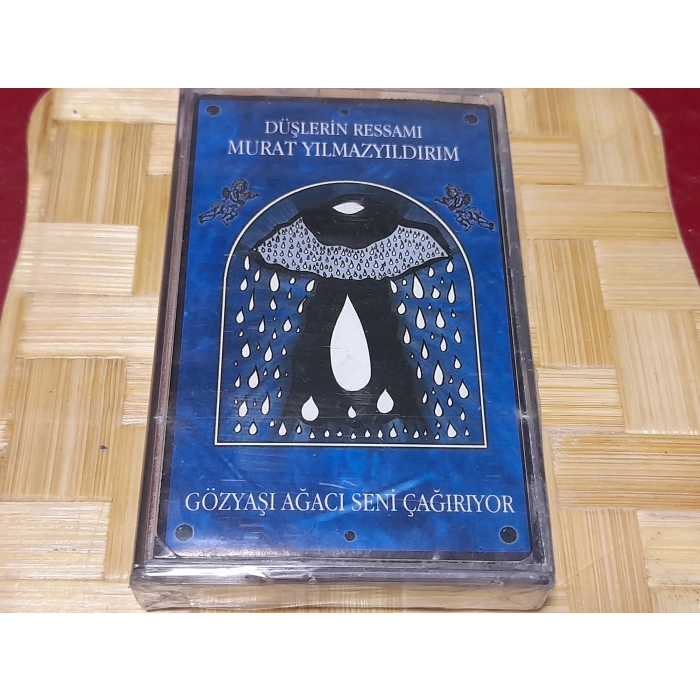 DÜŞLERİN RESSAMI
MURAT YILMAZYILDIRIM
GÖZYAŞI AĞACI SENİ ÇAĞIRIYOR